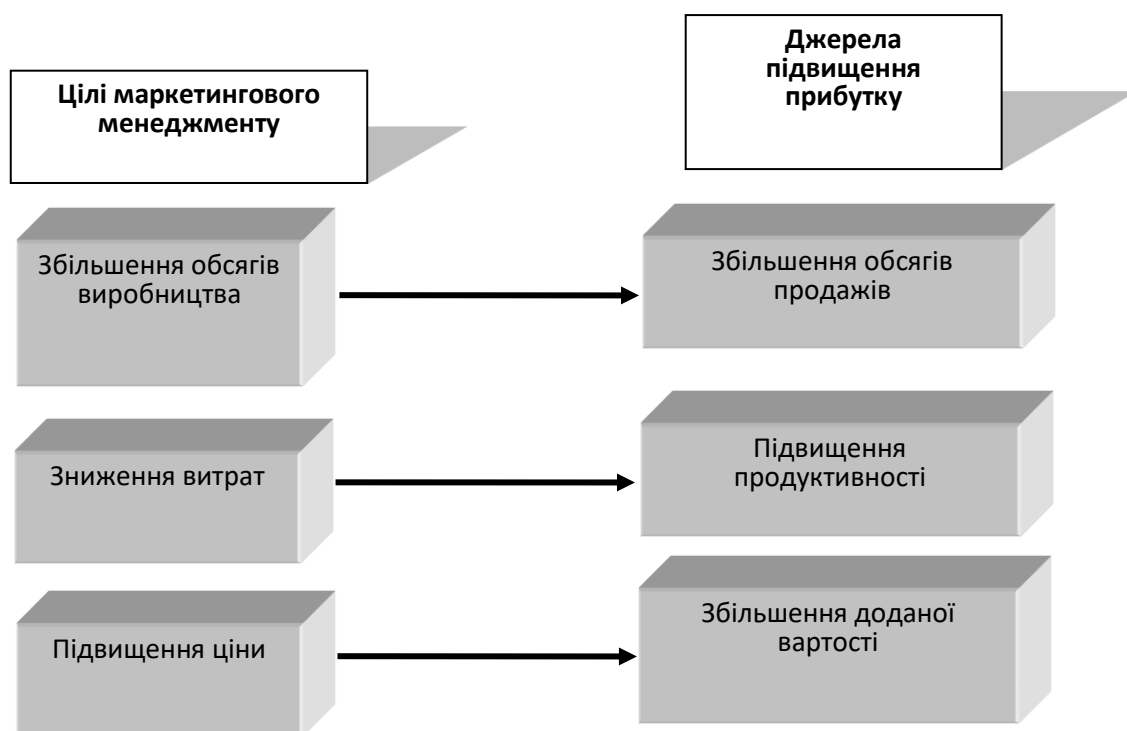 Цілі маркетингового
менеджменту
Джерела
підвищення
прибутку
Збільшення обсягів
виробництва
Збільшення обсягів
продажів
Зниження витрат
Підвищення
продуктивності
Підвищення ціни
Збільшення доданої
вартості